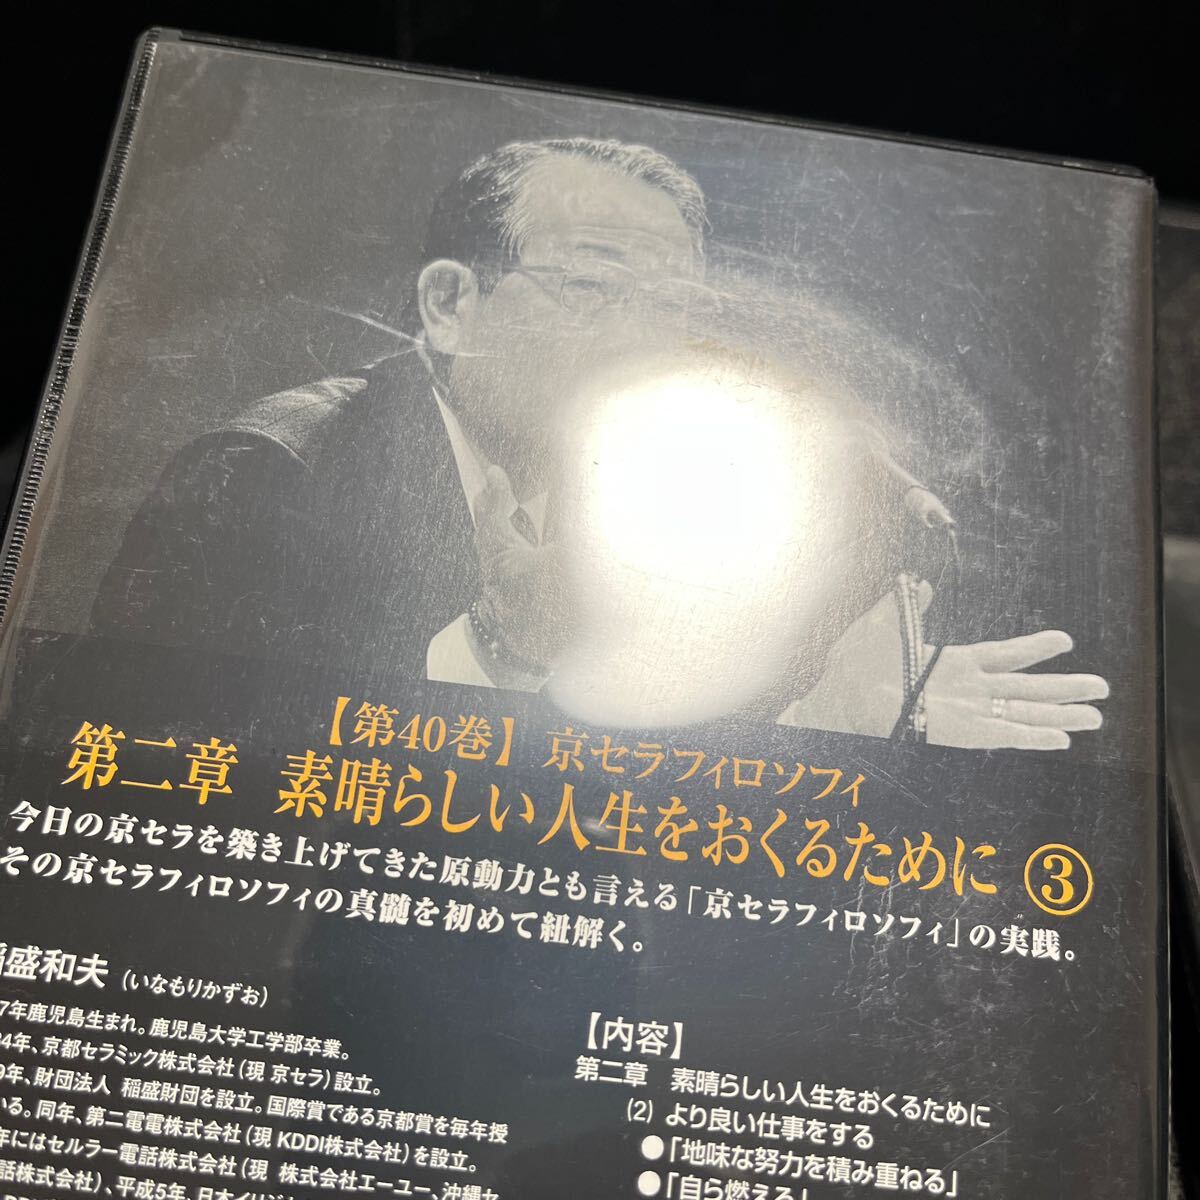 【第40巻】京セラフィロソフィ
第二章 素晴らしい人生をおくるために ③
今日の京セラを築き上げてきた原動力とも言える「京セラフィロソフィ」の実践。
その京セラフィロソフィの真髄を初めて紐解く。
稲盛和夫（いなもりかずお）
7年鹿児島生まれ。鹿児島大学工学部卒業。
34年、京都セラミック株式会社（現 京セラ）設立。
9年、財団法人 稲盛財団を設立。国際賞である京都賞を毎年授
いる。同年、第二電電株式会社（現 KDDI株式会社）を設立。
年にはセルラー電話株式会社（現 株式会社エーユー、沖縄セ
話株式会社）、平成5年、日本イリジ
【内容】
第二章 素晴らしい人生をおくるために
(2) より良い仕事をする
●「地味な努力を積み重ねる」
●「自ら燃える」